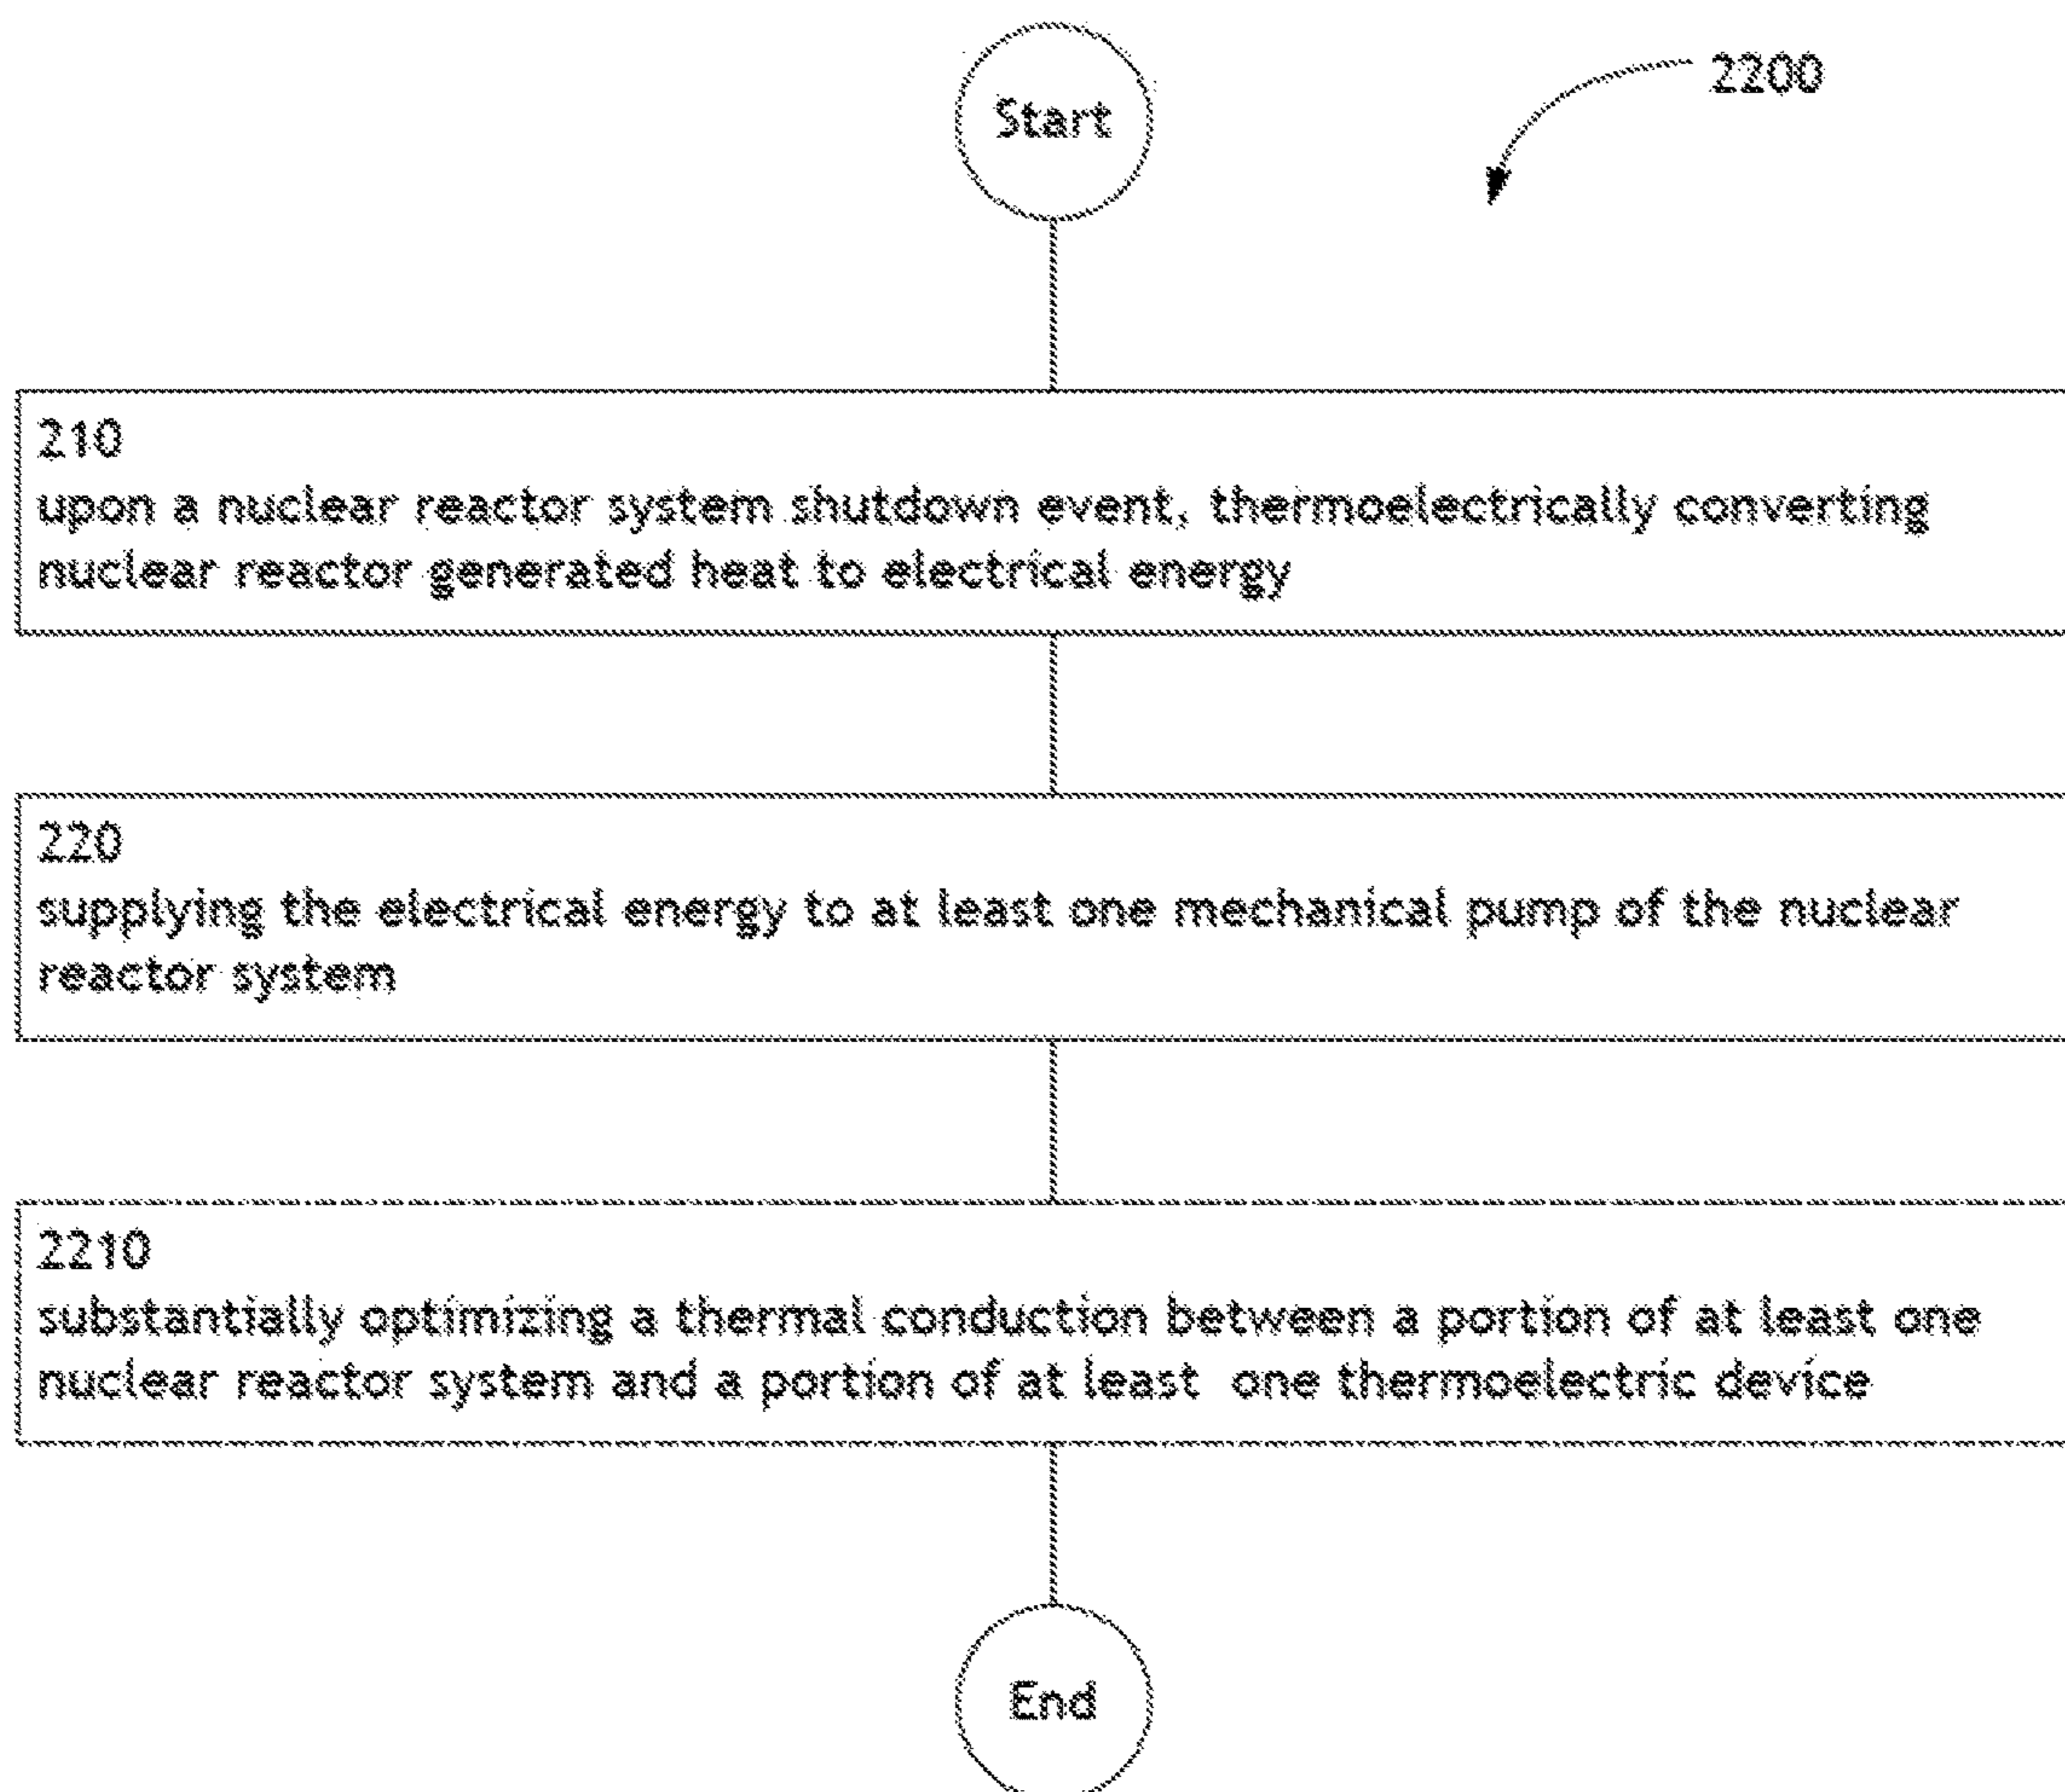 Start
2200
210
upon a nuclear reactor system shutdown event, thermoelectrically converting
nuclear reactor generated heat to electrical energy
220
supplying the electrical energy to at least one mechanical pump of the nuclear
reactor system
2210
substantially optimizing a thermal conduction between a portion of at least one
nuclear reactor system and a portion of at least one thermoelectric device
End